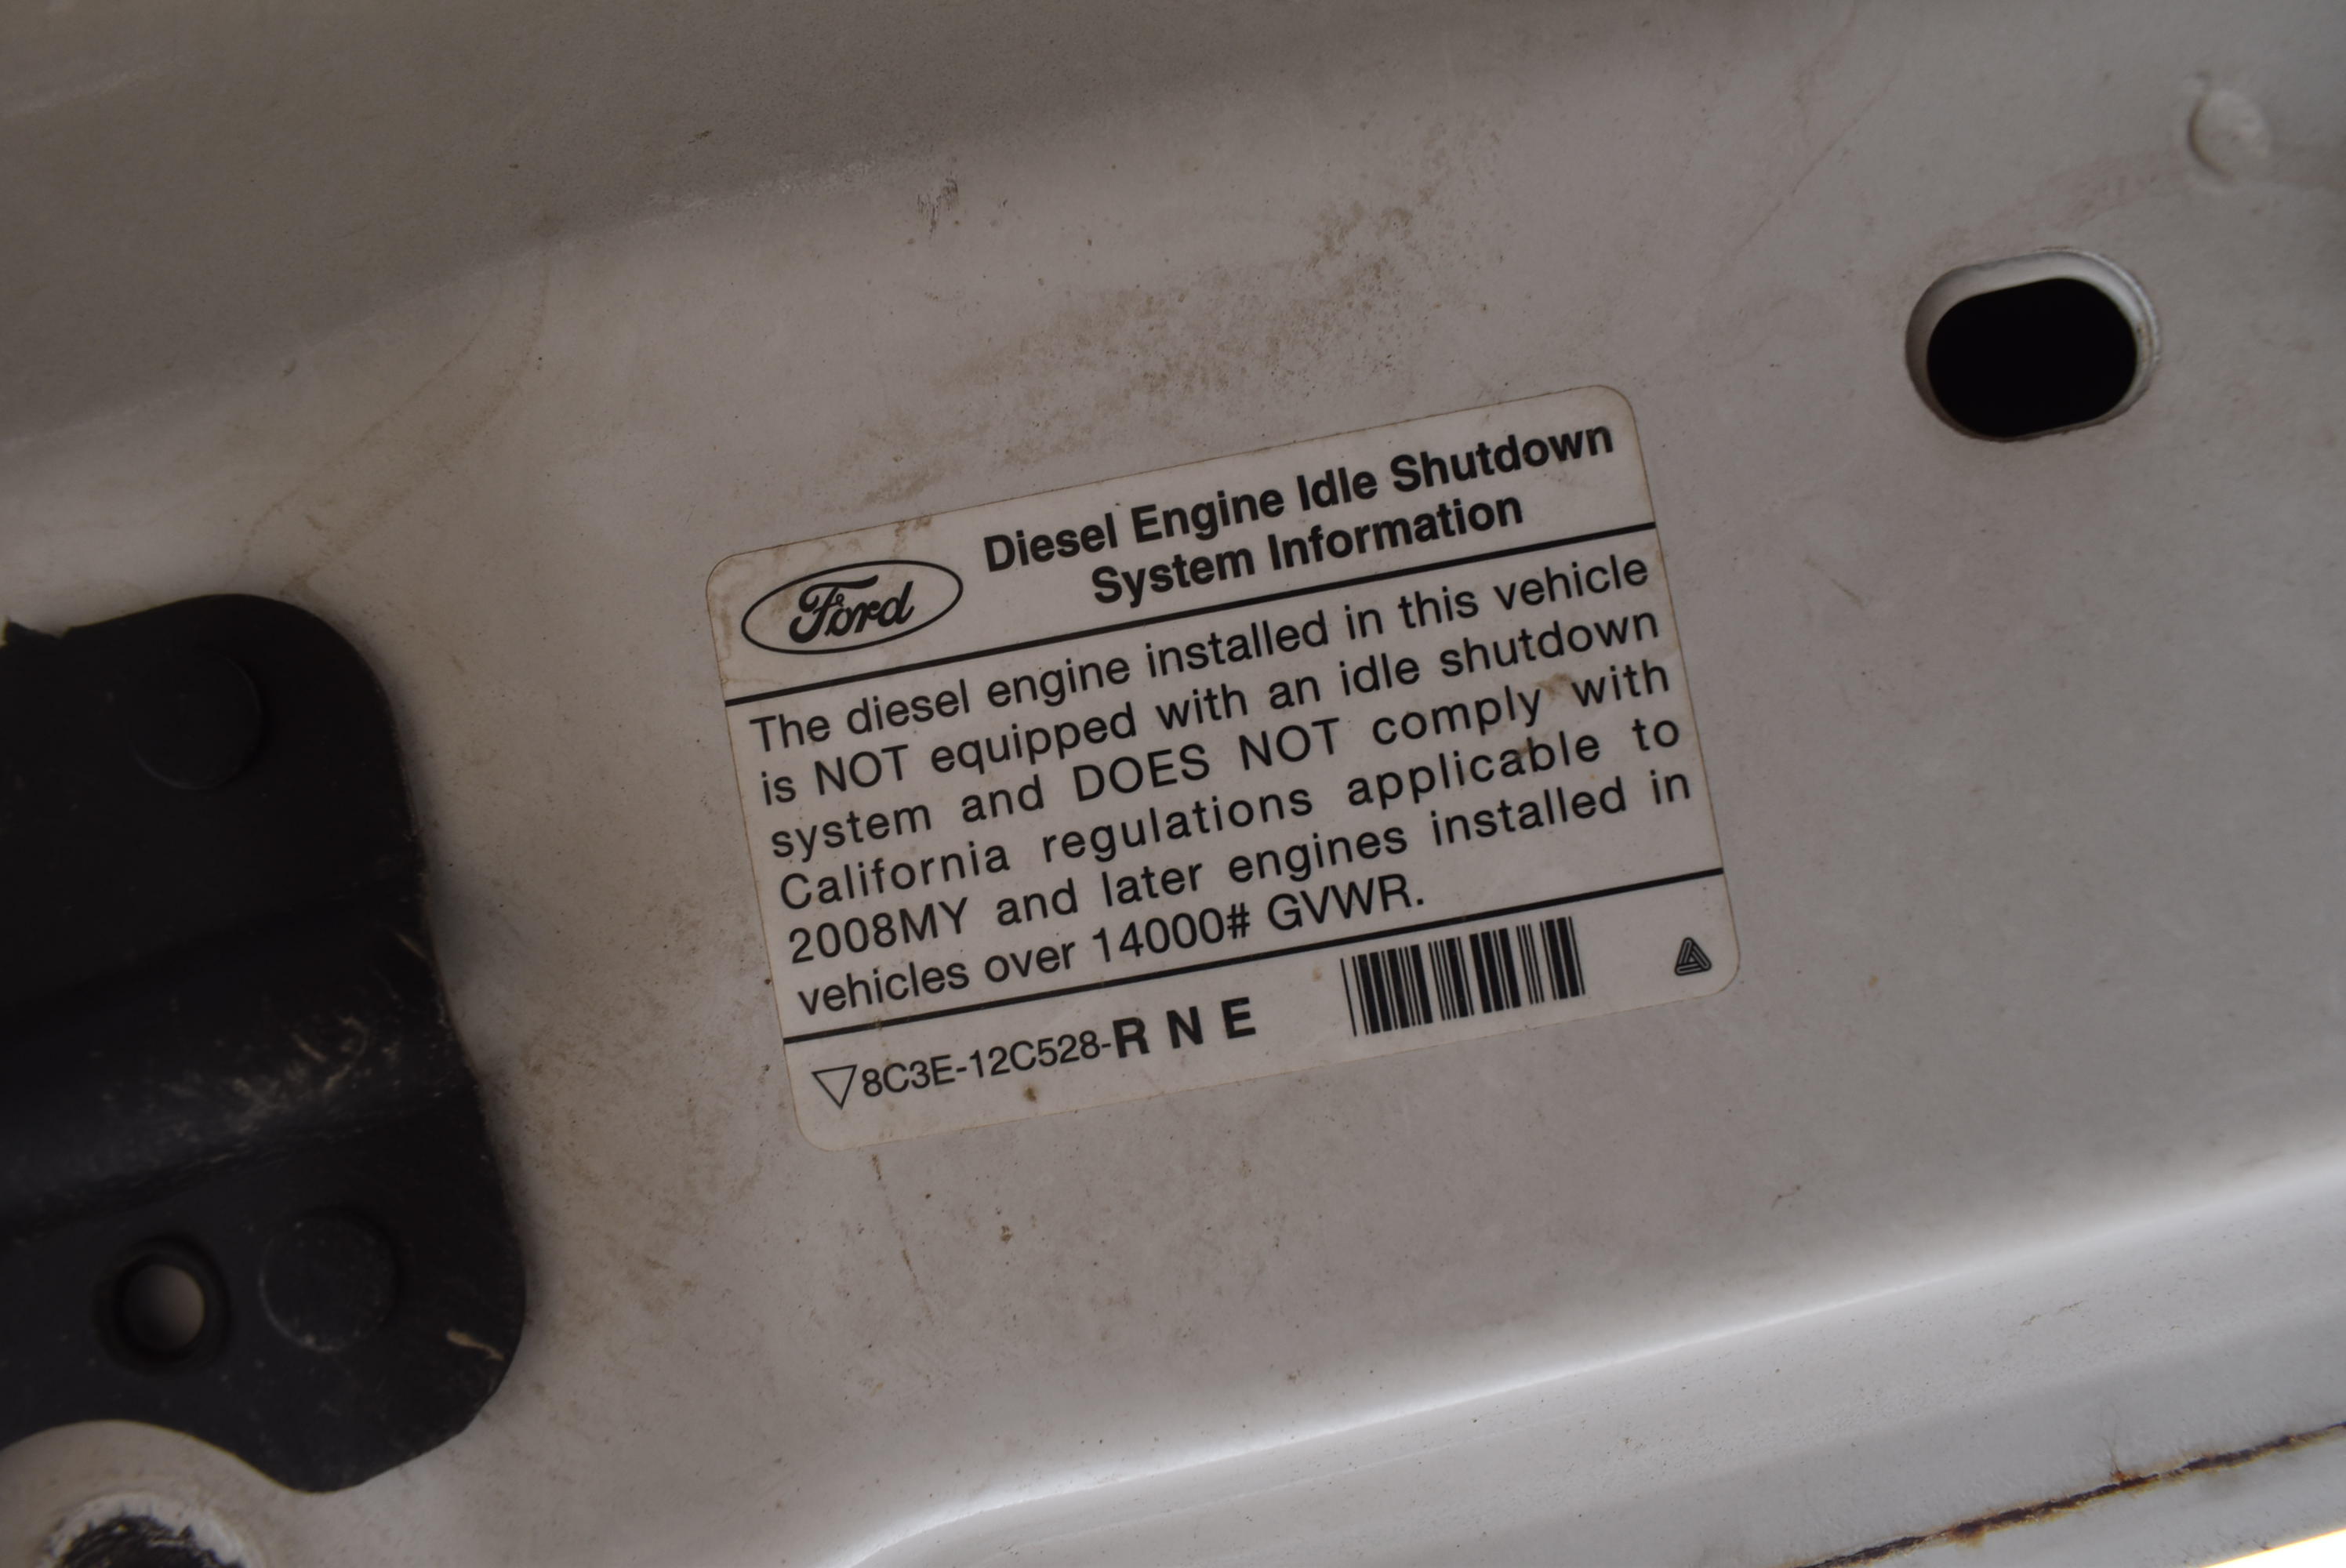 Ford
Diesel Engine Idle Shutdown
System Information
The diesel engine installed in this vehicle
is NOT equipped with an idle shutdown
system and DOES NOT comply with
California regulations applicable to
2008MY and later engines installed in
vehicles over 14000# GVWR.
8C3E-12C528-R N E